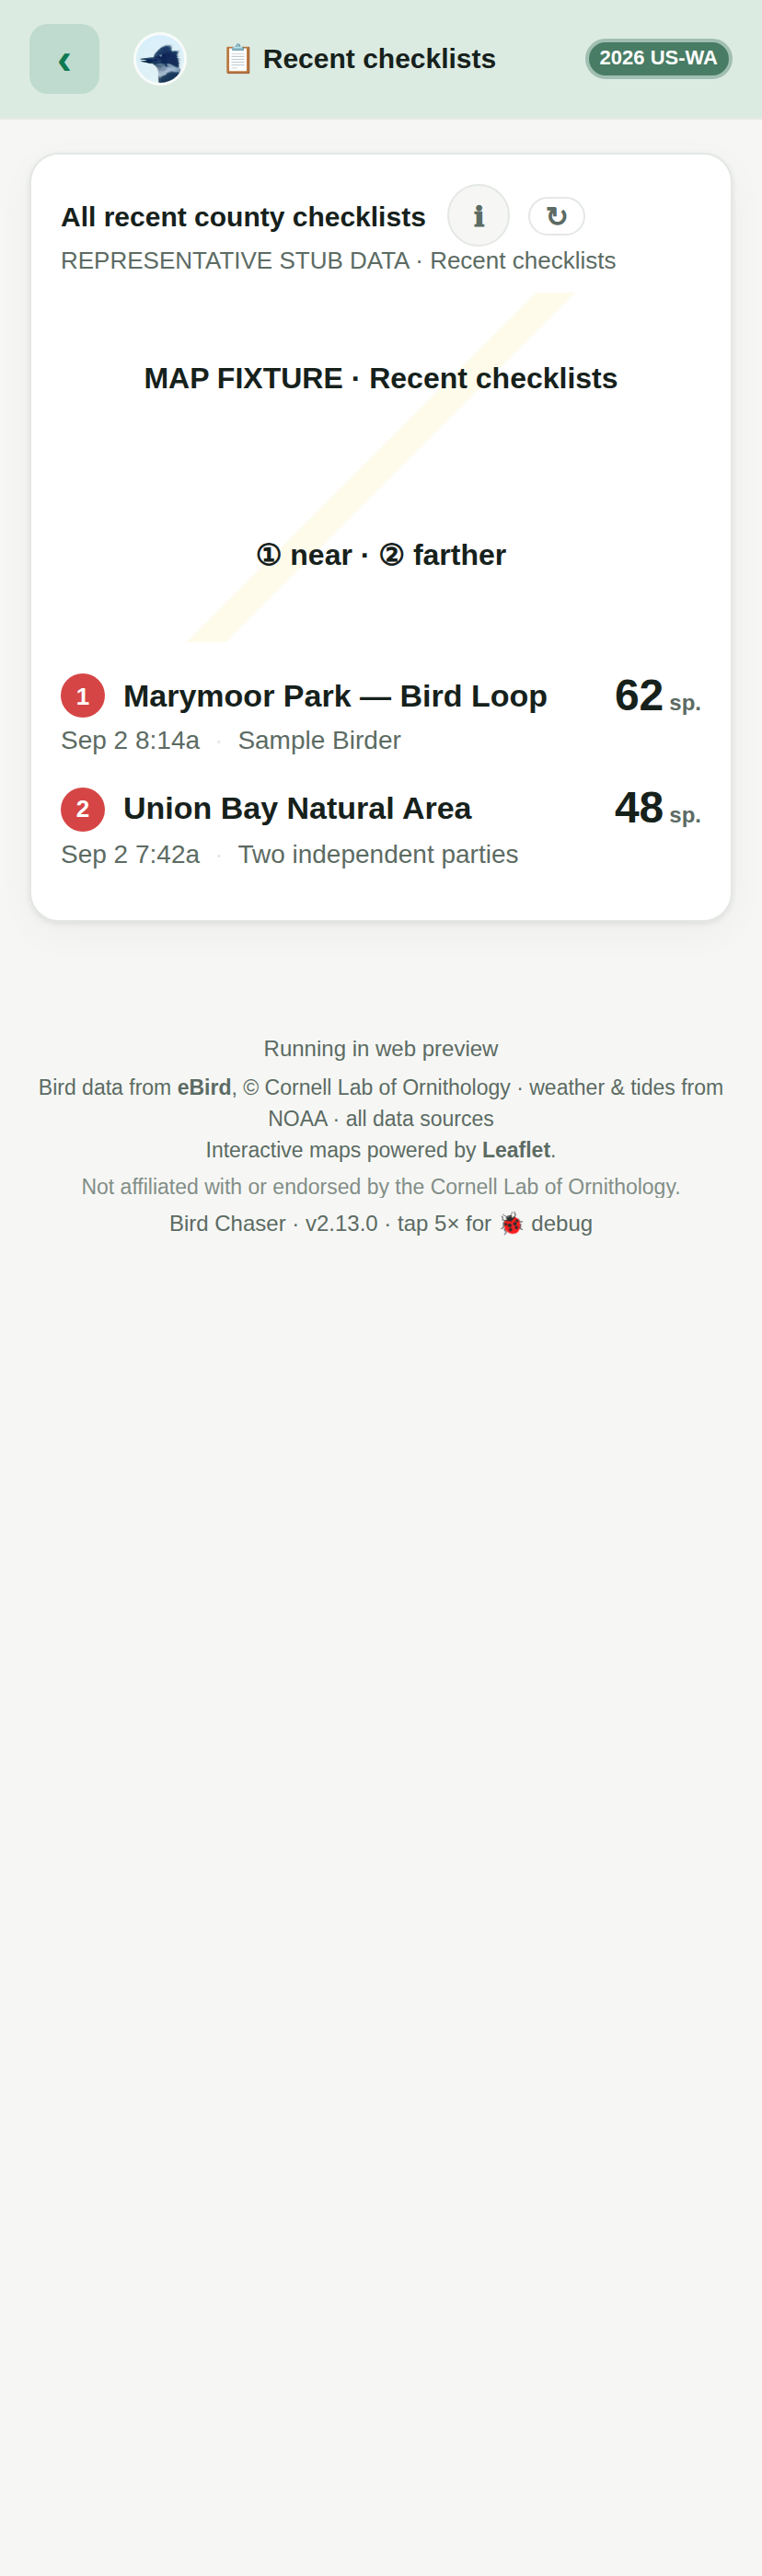 ‹ 📋 Recent checklists 2026 US-WA
All recent county checklists ℹ ↻
REPRESENTATIVE STUB DATA · Recent checklists
MAP FIXTURE · Recent checklists
① near · ② farther
1 Marymoor Park — Bird Loop 62 sp.
Sep 2 8:14a · Sample Birder
2 Union Bay Natural Area 48 sp.
Sep 2 7:42a · Two independent parties
Running in web preview
Bird data from eBird, © Cornell Lab of Ornithology · weather & tides from
NOAA · all data sources
Interactive maps powered by Leaflet.
Not affiliated with or endorsed by the Cornell Lab of Ornithology.
Bird Chaser · v2.13.0 · tap 5× for 🐞 debug